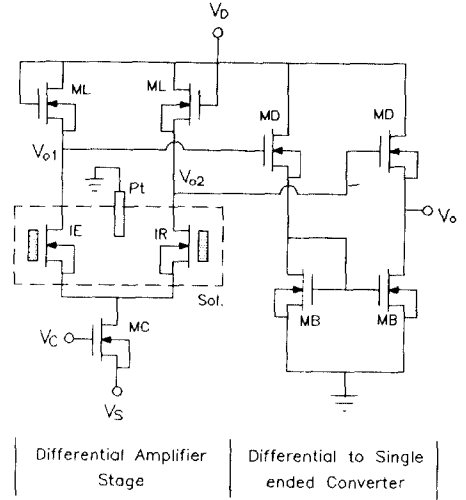 V_D
ML
ML
MD
MD
V_o1
V_o2
Pt
V_o
IE
IR
Sol.
MC
MB
MB
V_C
V_S
Differential Amplifier
Stage
Differential to Single
ended Converter